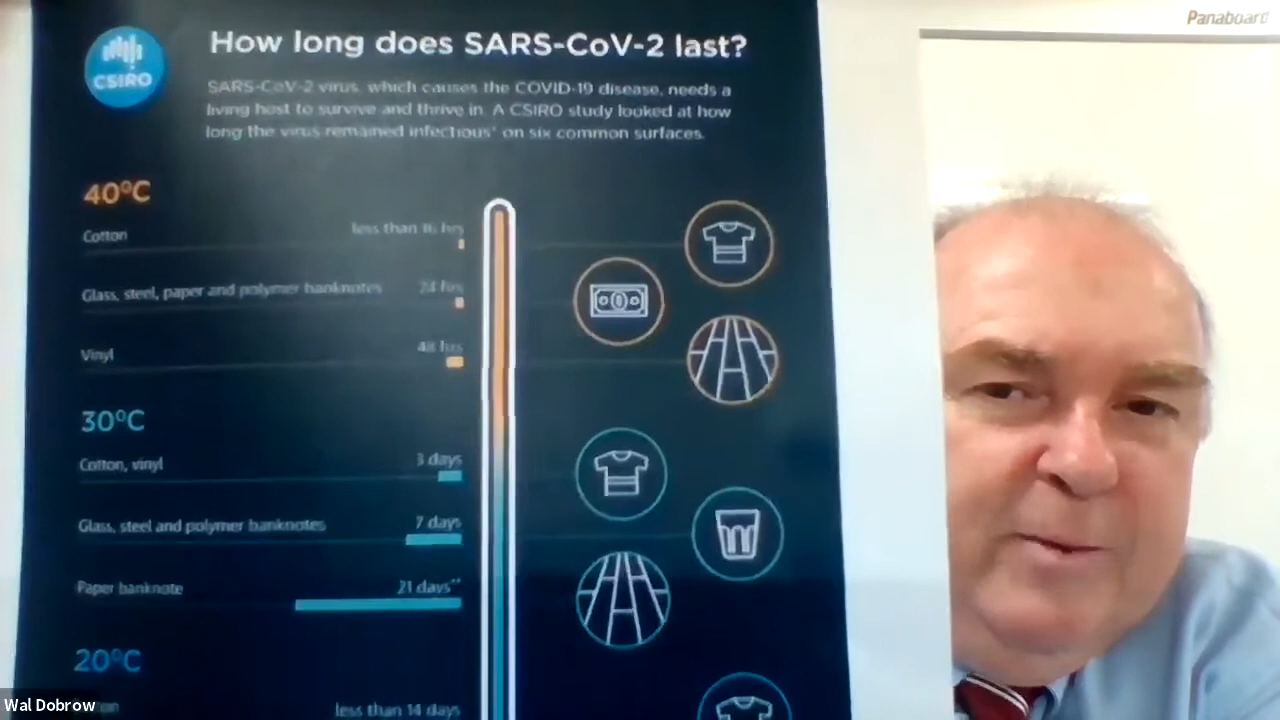 Panaboard
CSIRO
How long does SARS-CoV-2 last?
SARS-CoV-2 virus, which causes the COVID-19 disease, needs a
living host to survive and thrive in. A CSIRO study looked at how
long the virus remained infectious* on six common surfaces.
40°C
Cotton less than 16 hrs
Glass, steel, paper and polymer banknotes 24 hrs
Vinyl 48 hrs
30°C
Cotton, vinyl 3 days
Glass, steel and polymer banknotes 7 days
Paper banknote 21 days**
20°C
less than 14 days
Wal Dobrow